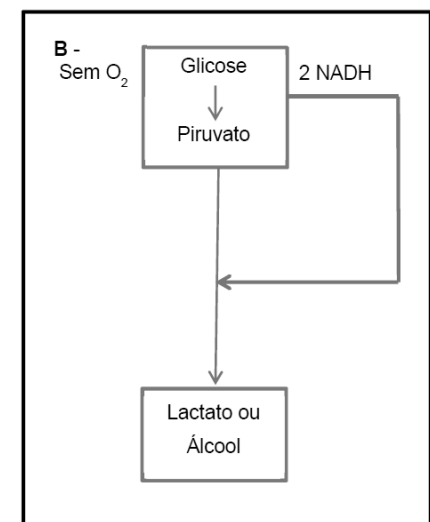 B -
Sem O₂
Glicose
2 NADH
Piruvato
Lactato ou
Álcool